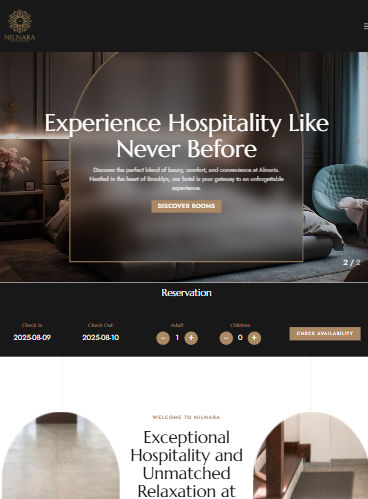 NILNARA
Experience Hospitality Like
Never Before
Discover the perfect blend of luxury, comfort, and convenience at Alinaris.
Nestled in the heart of Brooklyn, our hotel is your gateway to an unforgettable
experience.
DISCOVER ROOMS
2 / 2
Reservation
Check In
Check Out
Adult
Children
2025-08-09
2025-08-10
− 1 +
− 0 +
CHECK AVAILABILITY
WELCOME TO NILNARA
Exceptional
Hospitality and
Unmatched
Relaxation at